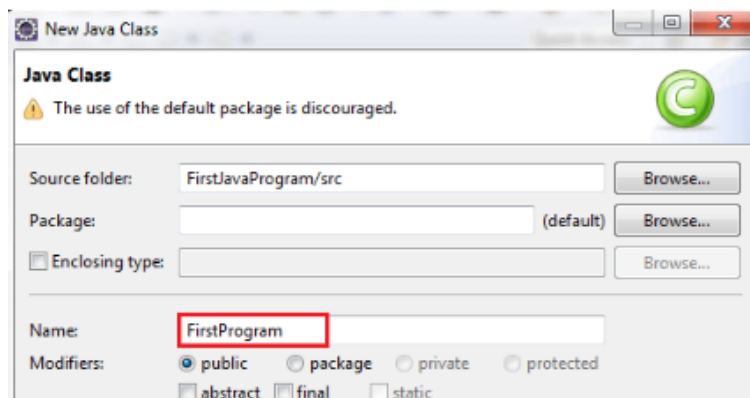 New Java Class
Java Class
The use of the default package is discouraged.
Source folder: FirstJavaProgram/src Browse...
Package: (default) Browse...
Enclosing type: Browse...
Name: FirstProgram
Modifiers: public package private protected
abstract final static